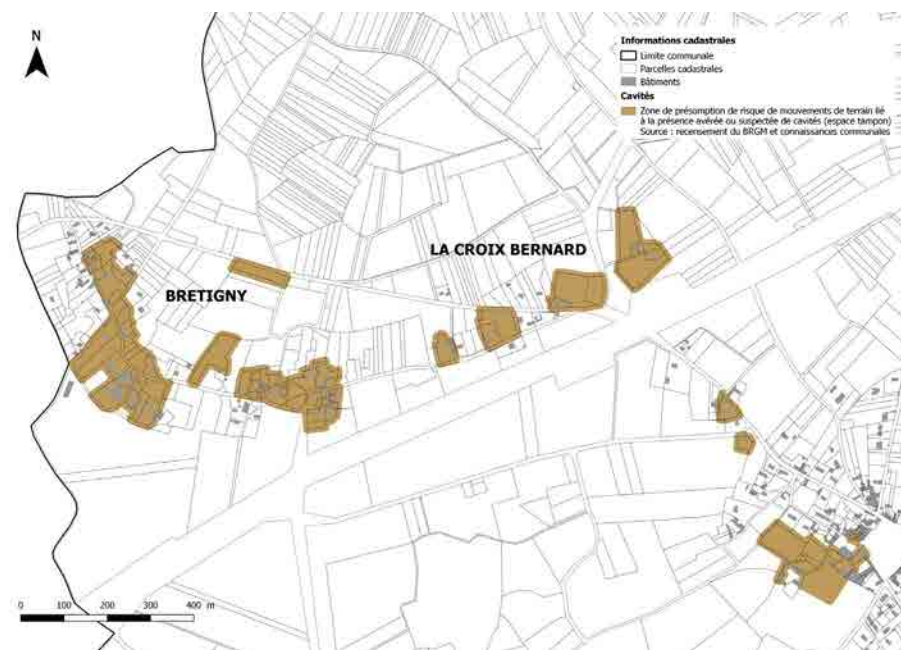 N
Informations cadastrales
Limite communale
Parcelles cadastrales
Bâtiments
Cavités
Zone de présomption de risque de mouvements de terrain lié
à la présence avérée ou suspectée de cavités (espace tampon)
Source : recensement du BRGM et connaissances communales
LA CROIX BERNARD
BRETIGNY
0 100 200 300 400 m